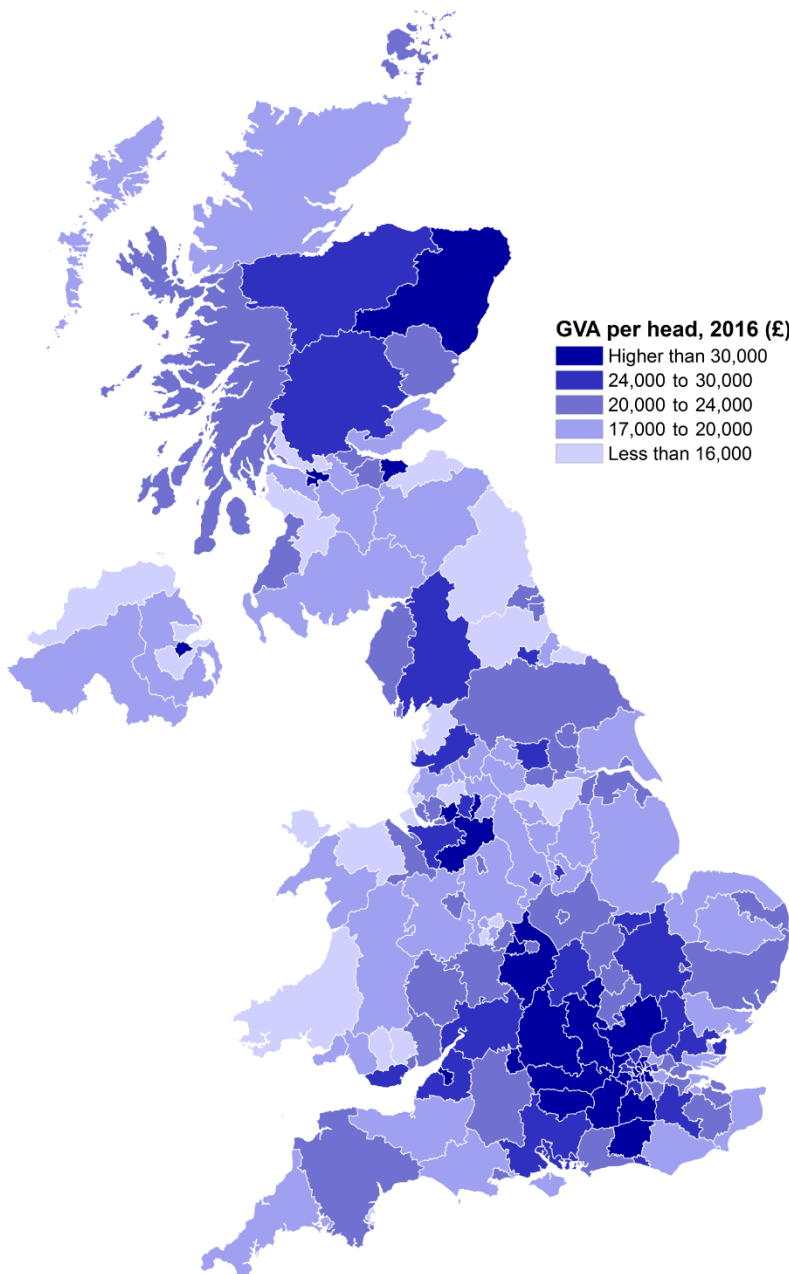 GVA per head, 2016 (£)
Higher than 30,000
24,000 to 30,000
20,000 to 24,000
17,000 to 20,000
Less than 16,000